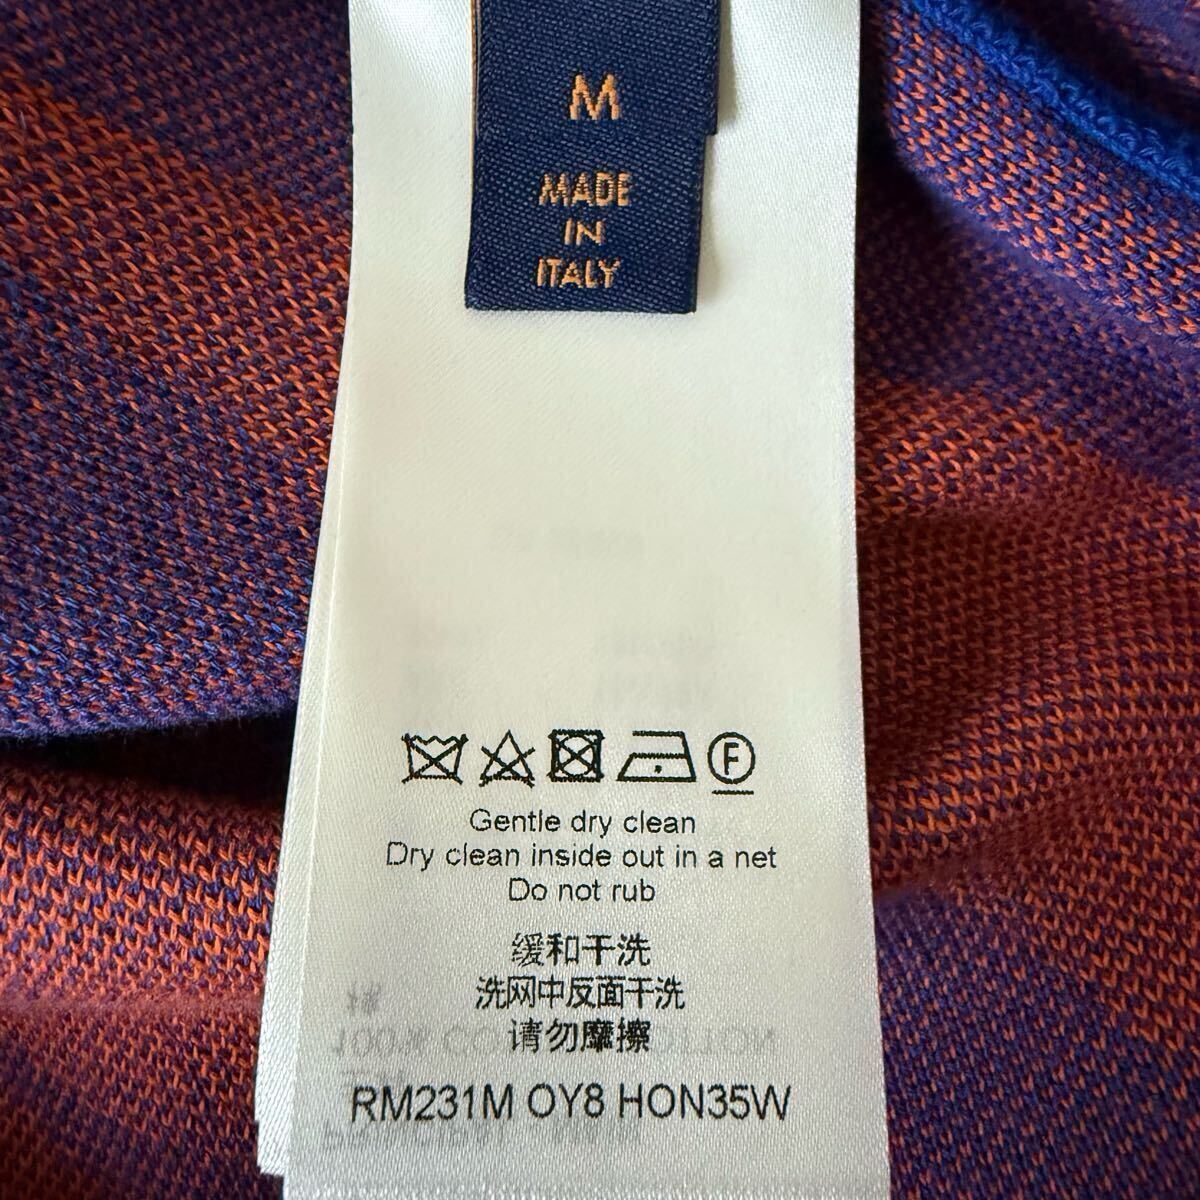 M
MADE
IN
ITALY
F
Gentle dry clean
Dry clean inside out in a net
Do not rub
缓和干洗
洗网中反面干洗
请勿摩擦
RM231M OY8 HON35W